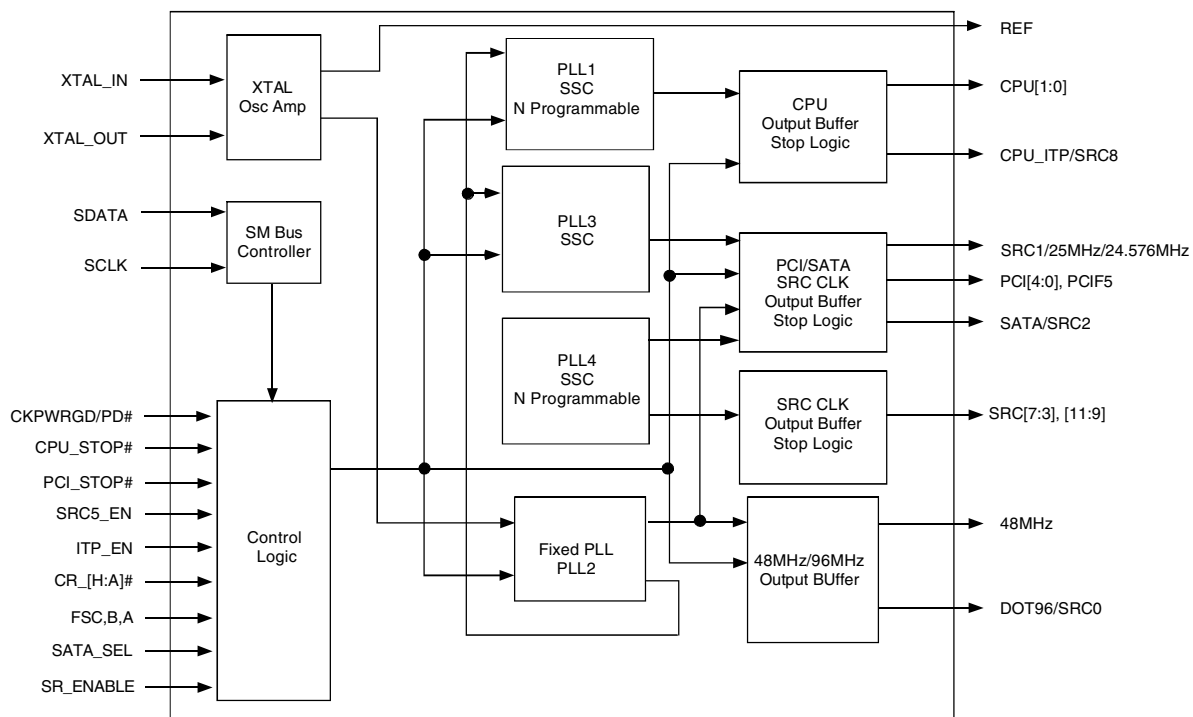 XTAL_IN
XTAL_OUT
SDATA
SCLK
CKPWRGD/PD#
CPU_STOP#
PCI_STOP#
SRC5_EN
ITP_EN
CR_[H:A]#
FSC,B,A
SATA_SEL
SR_ENABLE
XTAL
Osc Amp
SM Bus
Controller
Control
Logic
PLL1
SSC
N Programmable
PLL3
SSC
PLL4
SSC
N Programmable
Fixed PLL
PLL2
CPU
Output Buffer
Stop Logic
PCI/SATA
SRC CLK
Output Buffer
Stop Logic
SRC CLK
Output Buffer
Stop Logic
48MHz/96MHz
Output BUffer
REF
CPU[1:0]
CPU_ITP/SRC8
SRC1/25MHz/24.576MHz
PCI[4:0], PCIF5
SATA/SRC2
SRC[7:3], [11:9]
48MHz
DOT96/SRC0